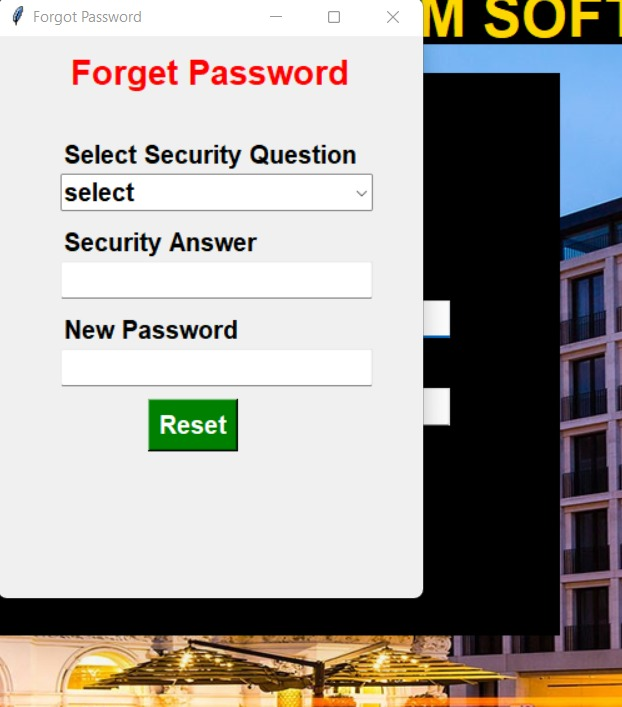 Forgot Password
M SOFT
Forget Password
Select Security Question
select
Security Answer
New Password
Reset